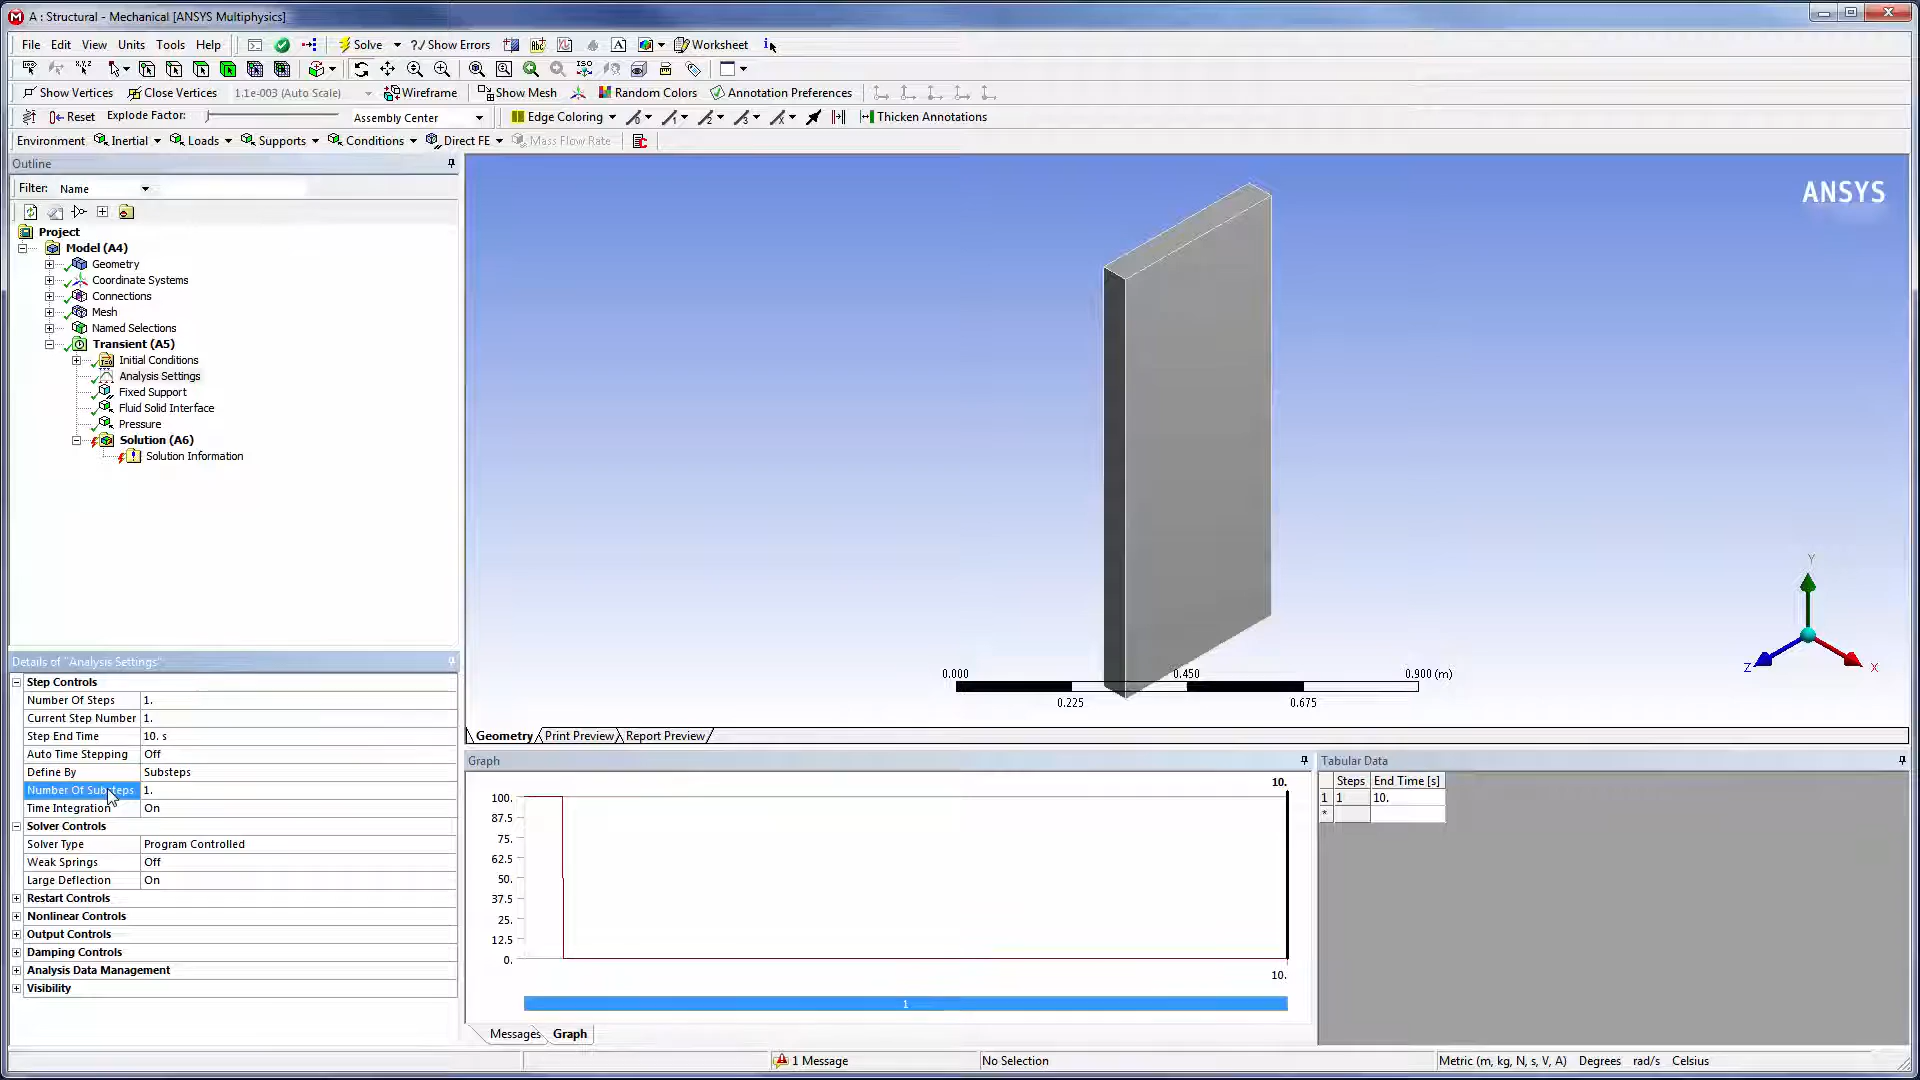 A : Structural - Mechanical [ANSYS Multiphysics]
File Edit View Units Tools Help Solve ?/ Show Errors Worksheet
Show Vertices Close Vertices 1.1e-003 (Auto Scale) Wireframe Show Mesh Random Colors Annotation Preferences
Reset Explode Factor: Assembly Center Edge Coloring Thicken Annotations
Environment Inertial Loads Supports Conditions Direct FE Mass Flow Rate
Outline
Filter: Name
Project
Model (A4)
Geometry
Coordinate Systems
Connections
Mesh
Named Selections
Transient (A5)
Initial Conditions
Analysis Settings
Fixed Support
Fluid Solid Interface
Pressure
Solution (A6)
Solution Information
ANSYS
Y
Z
X
0.000 0.450 0.900 (m)
0.225 0.675
Geometry Print Preview Report Preview
Details of "Analysis Settings"
Step Controls
Number Of Steps 1.
Current Step Number 1.
Step End Time 10. s
Auto Time Stepping Off
Define By Substeps
Number Of Substeps 1.
Time Integration On
Solver Controls
Solver Type Program Controlled
Weak Springs Off
Large Deflection On
Restart Controls
Nonlinear Controls
Output Controls
Damping Controls
Analysis Data Management
Visibility
Graph
10.
100.
87.5
75.
62.5
50.
37.5
25.
12.5
0.
10.
1
Messages Graph
Tabular Data
Steps End Time [s]
1 1 10.
*
1 Message No Selection Metric (m, kg, N, s, V, A) Degrees rad/s Celsius